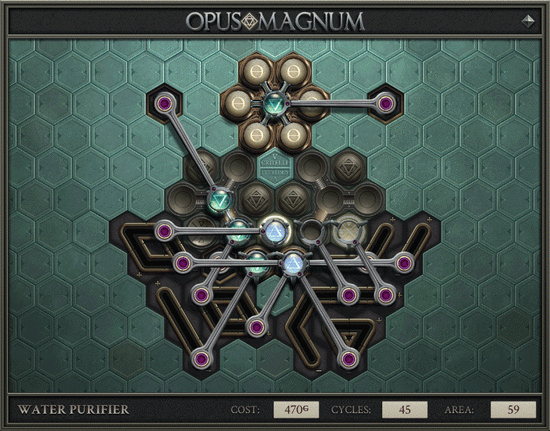 OPUS MAGNUM
WATER PURIFIER
COST: 470G
CYCLES: 45
AREA: 59